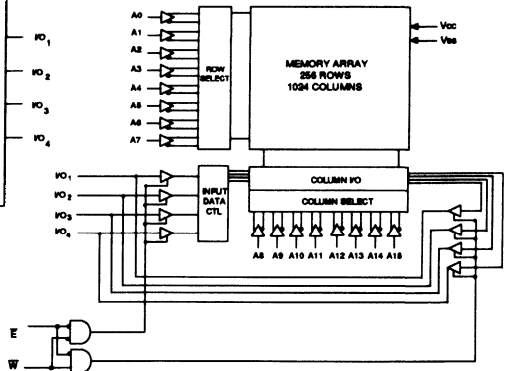 I/O1
I/O2
I/O3
I/O4
A0
A1
A2
A3
A4
A5
A6
A7
ROW
SELECT
MEMORY ARRAY
256 ROWS
1024 COLUMNS
VCC
VSS
I/O1
I/O2
I/O3
I/O4
INPUT
DATA
CTL
COLUMN I/O
COLUMN SELECT
A8 A9 A10 A11 A12 A13 A14 A15
E
W